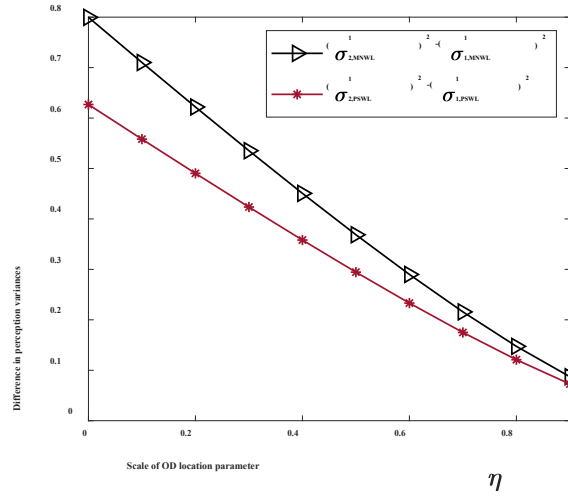 0.8
0.7
0.6
0.5
0.4
0.3
0.2
0.1
0
Difference in perception variances
( σ 1 2,MNWL ) 2 -( σ 1 1,MNWL ) 2
( σ 1 2,PSWL ) 2 -( σ 1 1,PSWL ) 2
0 0.2 0.4 0.6 0.8
Scale of OD location parameter η